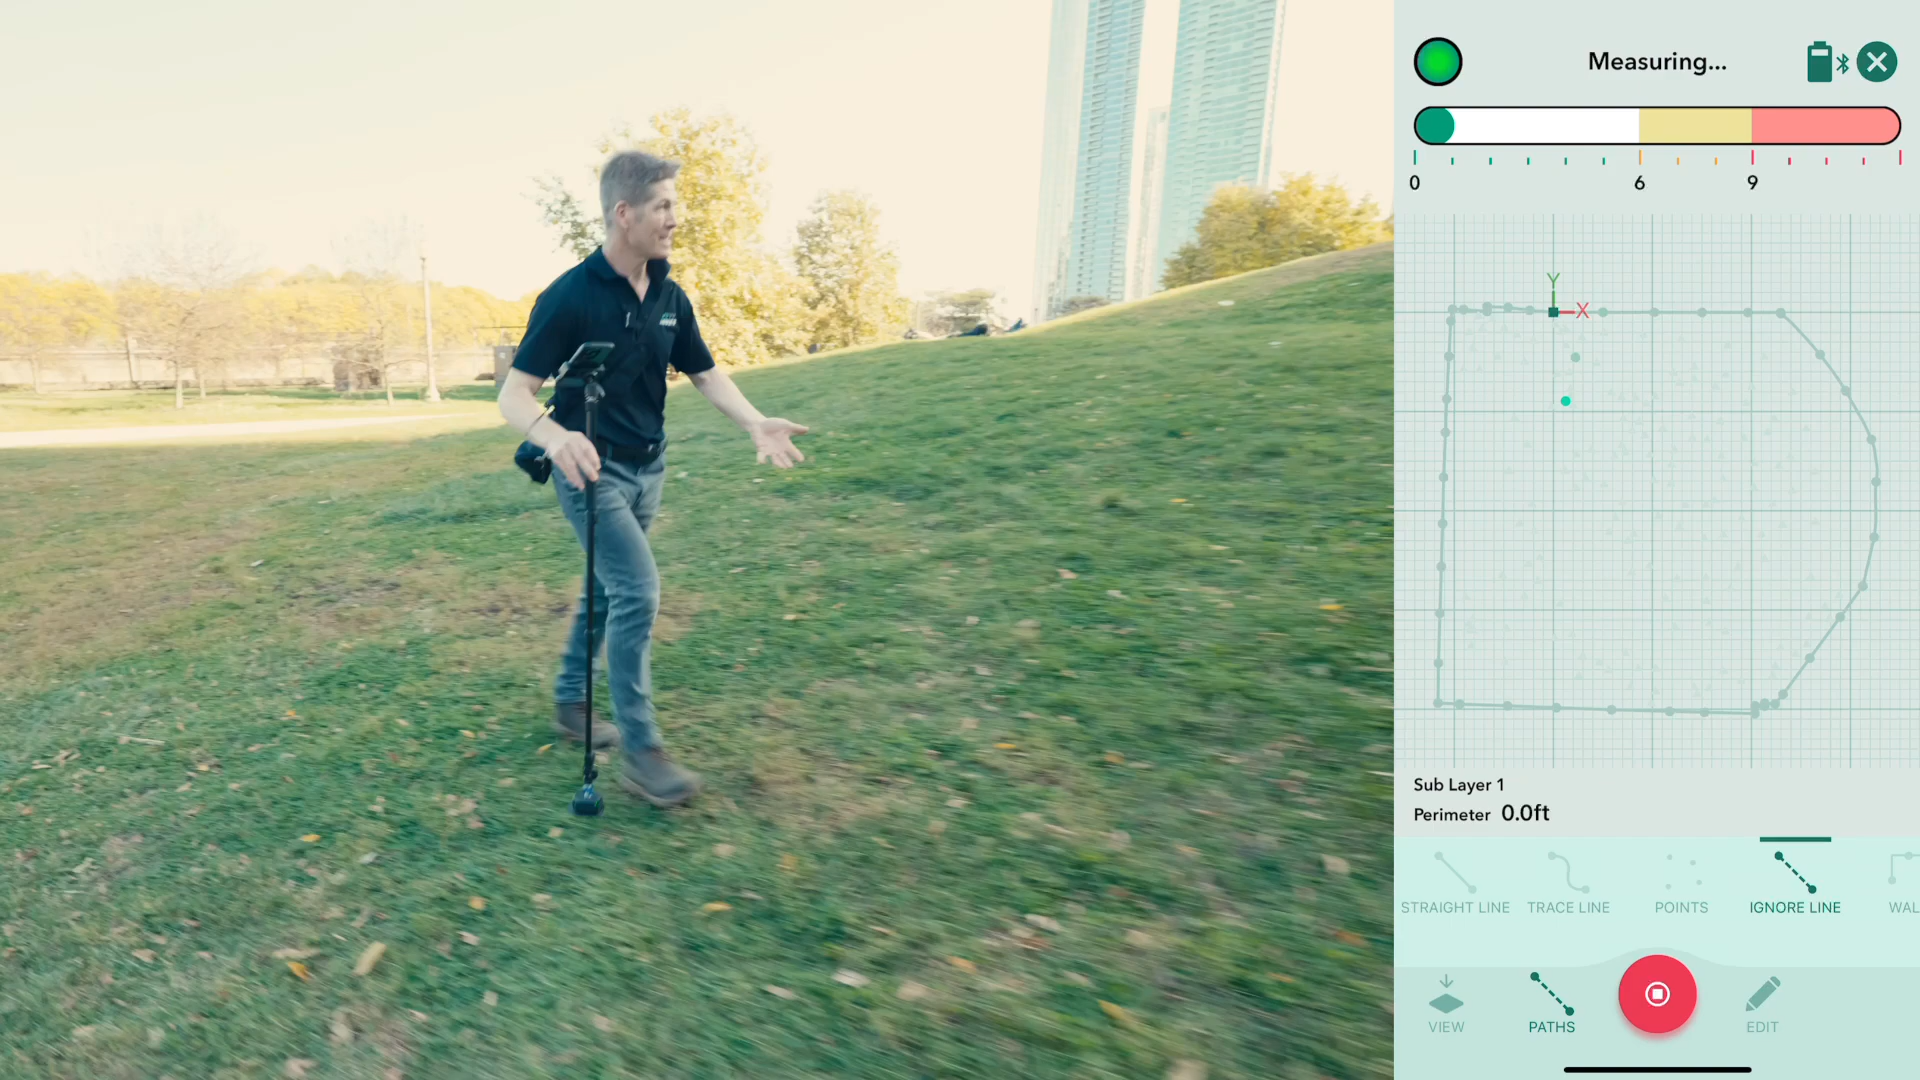 Measuring...
0 6 9
Y
X
Sub Layer 1
Perimeter 0.0ft
STRAIGHT LINE TRACE LINE POINTS IGNORE LINE WAL
VIEW PATHS EDIT